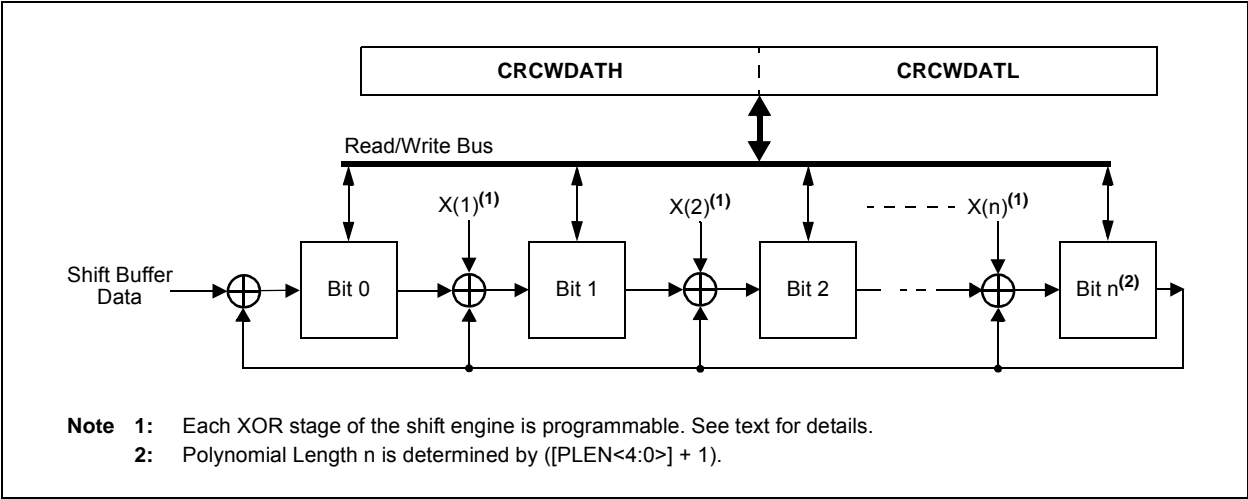 CRCWDATH CRCWDATL
Read/Write Bus
X(1)(1) X(2)(1) X(n)(1)
Shift Buffer
Data
Bit 0 Bit 1 Bit 2 Bit n(2)
Note 1: Each XOR stage of the shift engine is programmable. See text for details.
2: Polynomial Length n is determined by ([PLEN<4:0>] + 1).